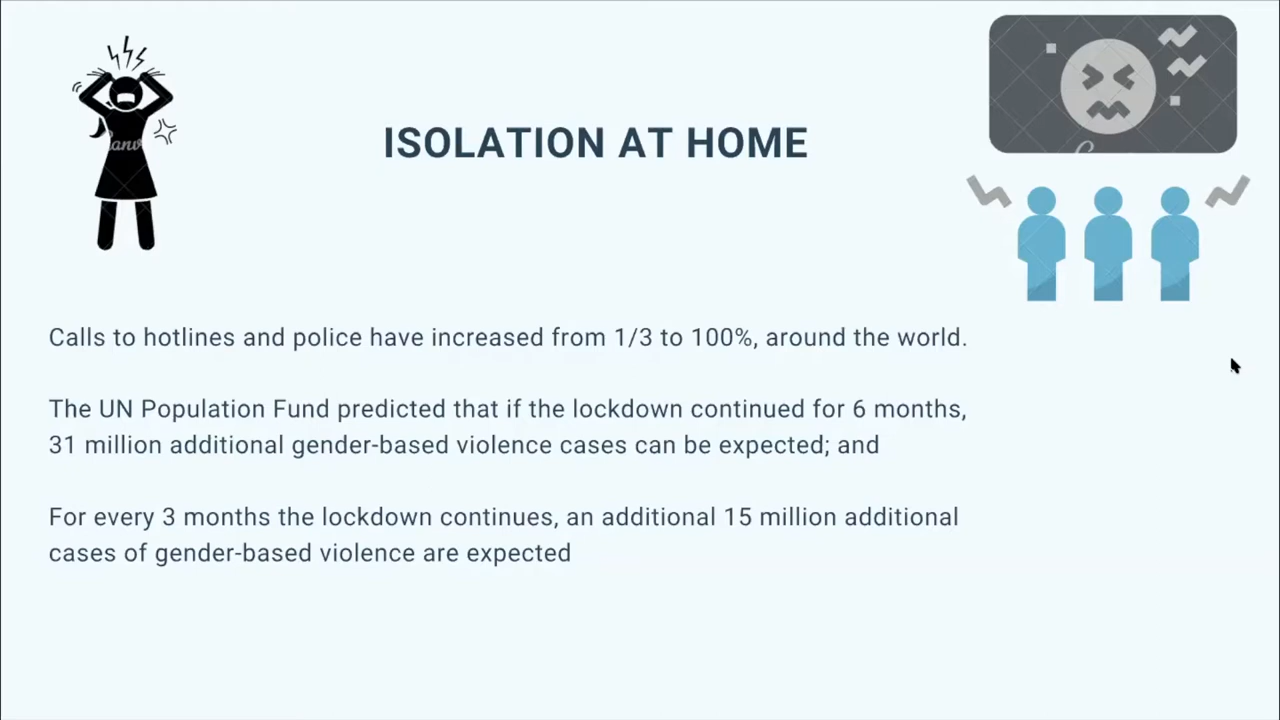 ISOLATION AT HOME
Calls to hotlines and police have increased from 1/3 to 100%, around the world.
The UN Population Fund predicted that if the lockdown continued for 6 months,
31 million additional gender-based violence cases can be expected; and
For every 3 months the lockdown continues, an additional 15 million additional
cases of gender-based violence are expected